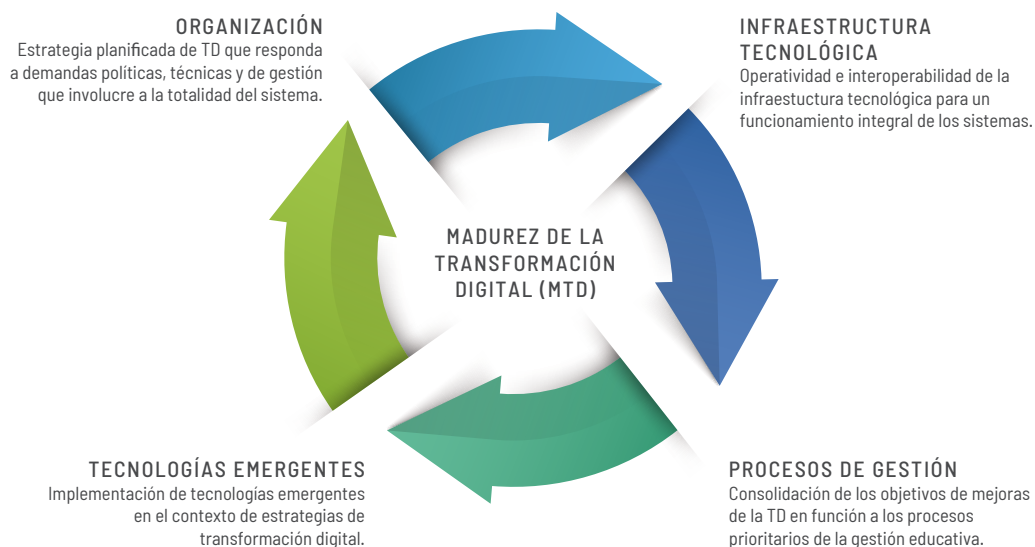 ORGANIZACIÓN
Estrategia planificada de TD que responda
a demandas políticas, técnicas y de gestión
que involucre a la totalidad del sistema.
INFRAESTRUCTURA
TECNOLÓGICA
Operatividad e interoperabilidad de la
infraestuctura tecnológica para un
funcionamiento integral de los sistemas.
MADUREZ DE LA
TRANSFORMACIÓN
DIGITAL (MTD)
TECNOLOGÍAS EMERGENTES
Implementación de tecnologías emergentes
en el contexto de estrategias de
transformación digital.
PROCESOS DE GESTIÓN
Consolidación de los objetivos de mejoras
de la TD en función a los procesos
prioritarios de la gestión educativa.